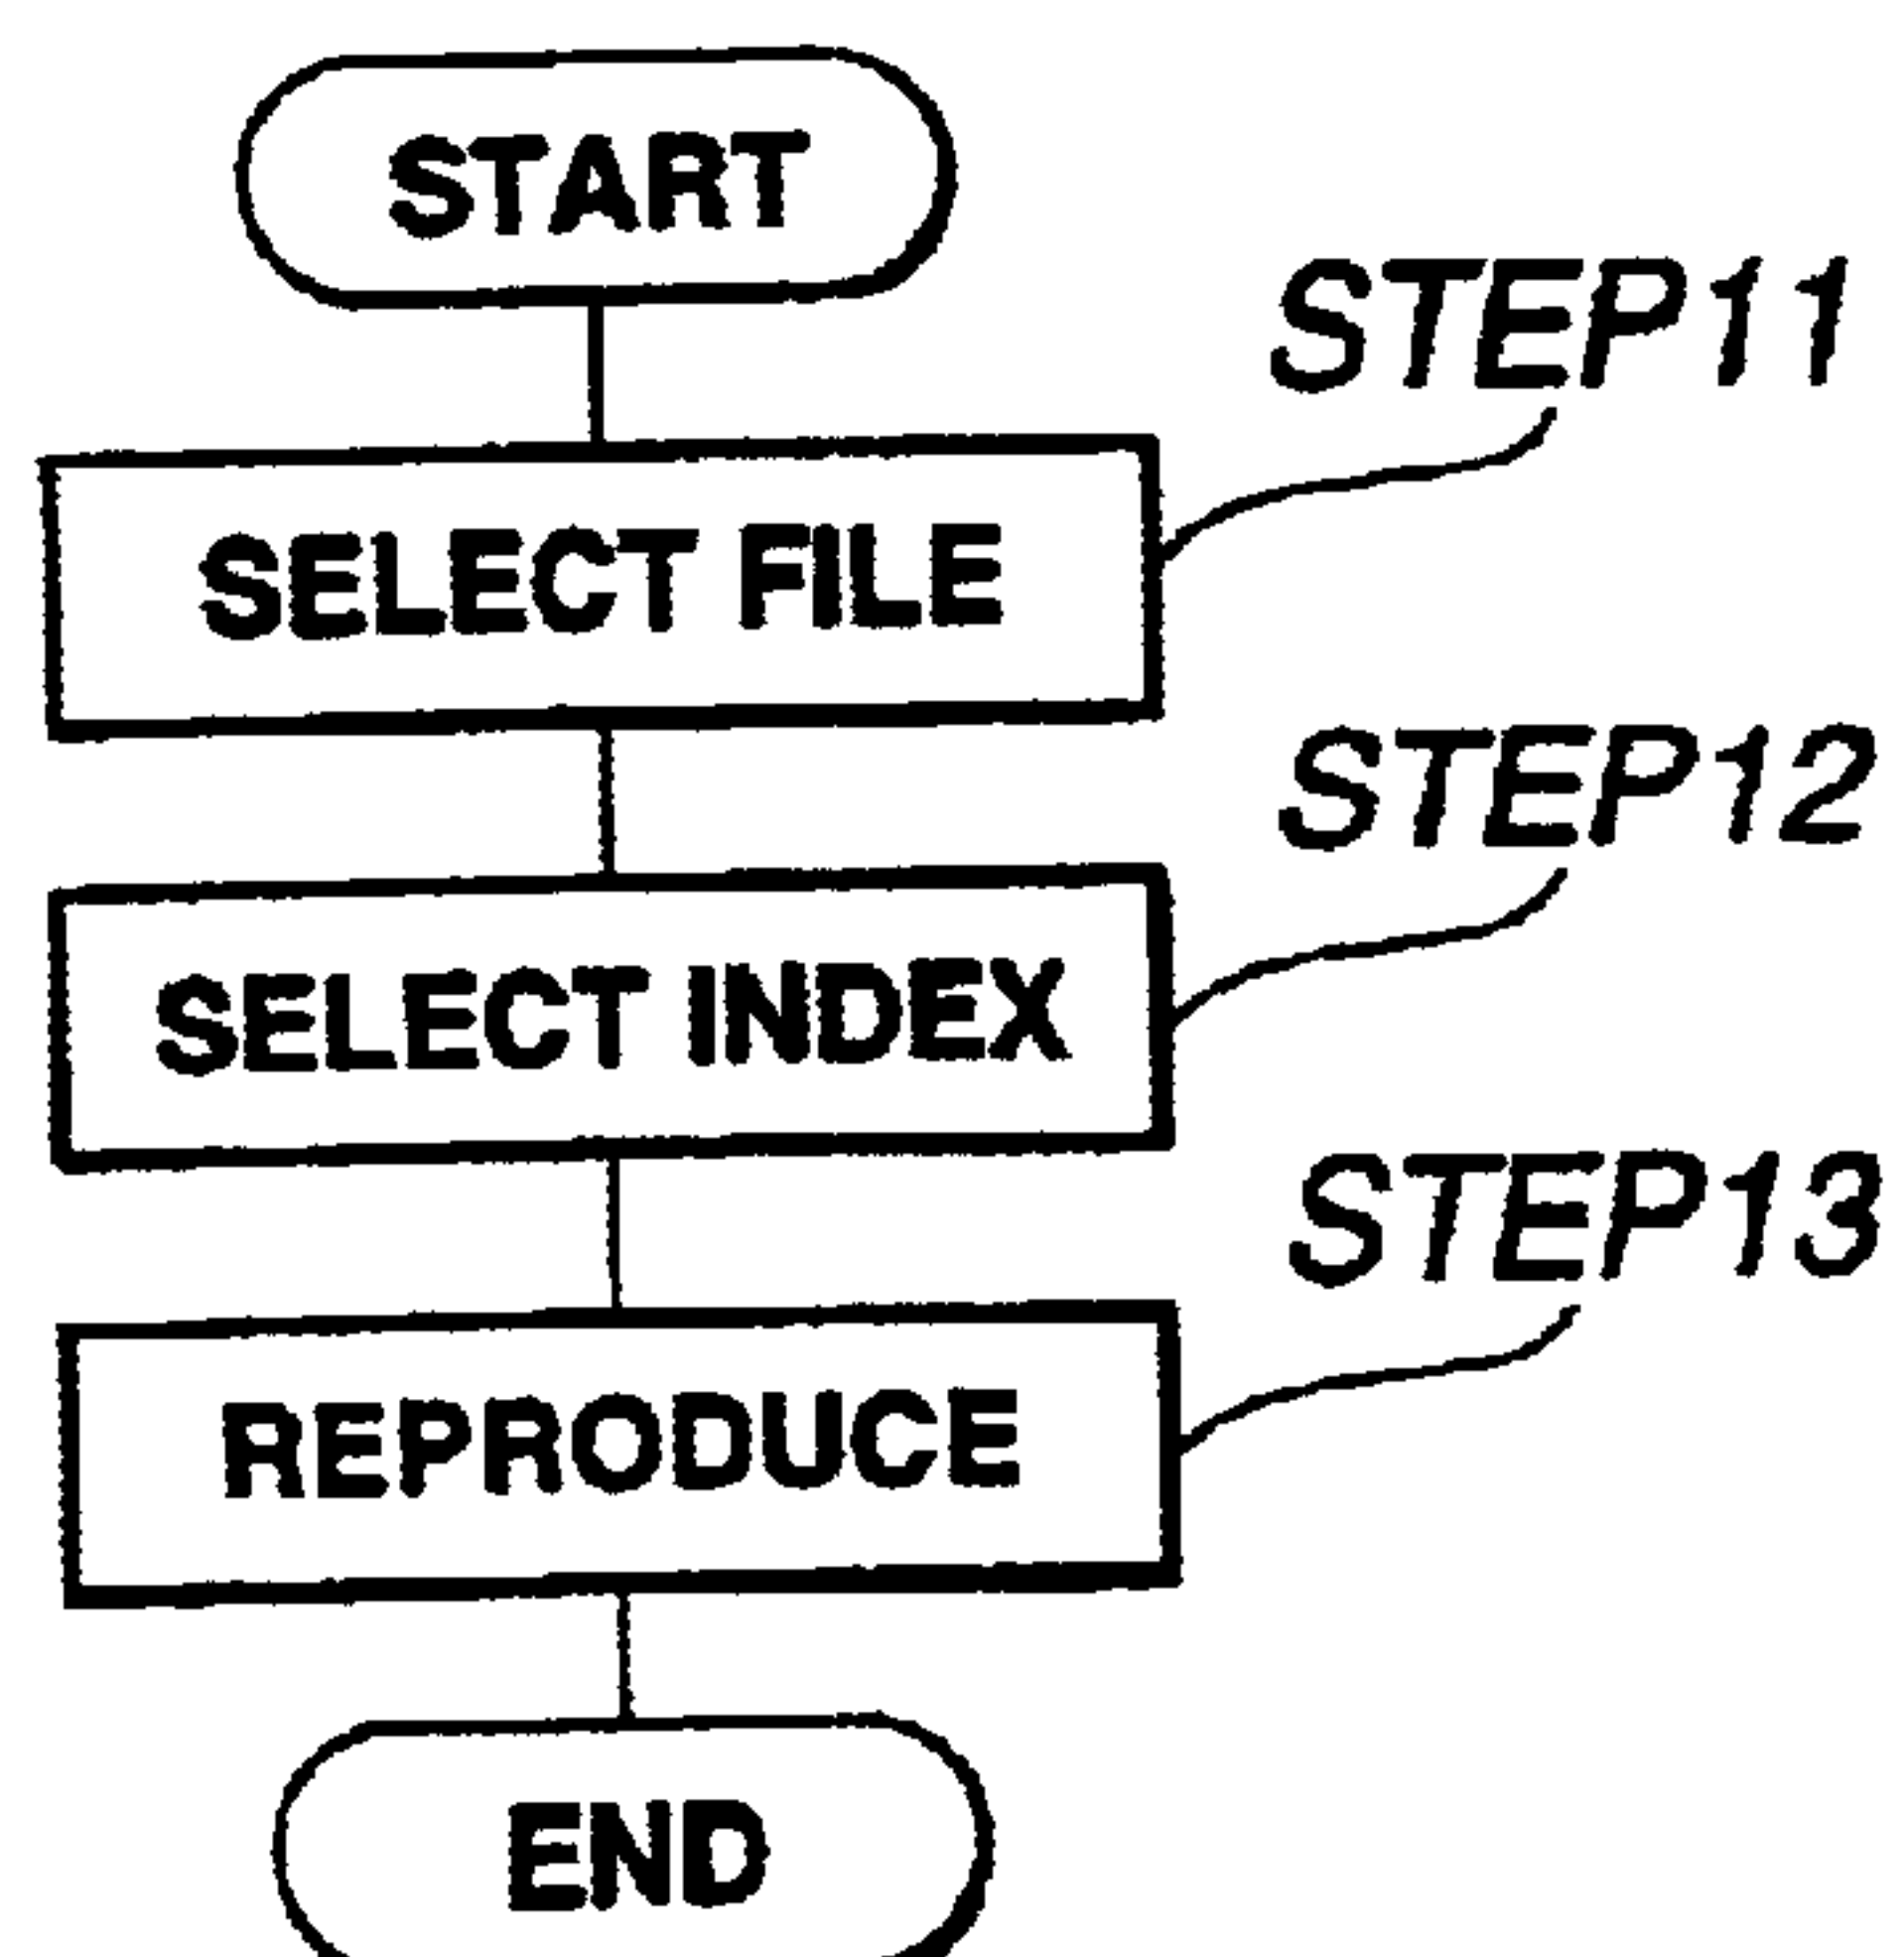 START
STEP11
SELECT FILE
STEP12
SELECT INDEX
STEP13
REPRODUCE
END